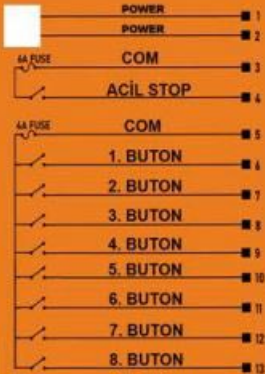 POWER 1
POWER 2
4A FUSE COM 3
ACİL STOP 4
4A FUSE COM 5
1. BUTON 6
2. BUTON 7
3. BUTON 8
4. BUTON 9
5. BUTON 10
6. BUTON 11
7. BUTON 12
8. BUTON 13